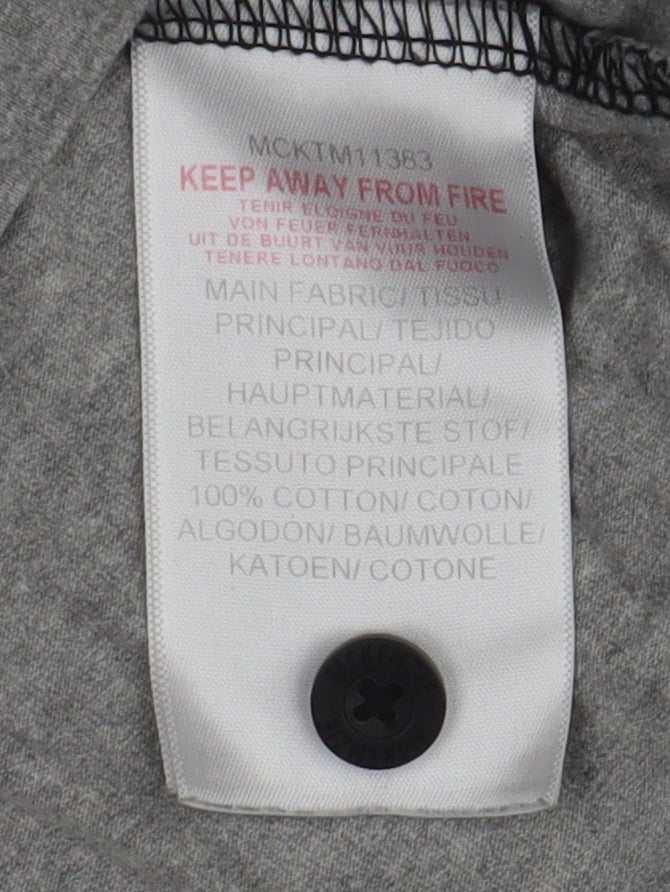 MCKTM11383
KEEP AWAY FROM FIRE
TENIR ELOIGNE DU FEU
VON FEUER FERNHALTEN
UIT DE BUURT VAN VUUR HOUDEN
TENERE LONTANO DAL FUOCO
MAIN FABRIC/ TISSU
PRINCIPAL/ TEJIDO
PRINCIPAL/
HAUPTMATERIAL/
BELANGRIJKSTE STOF/
TESSUTO PRINCIPALE
100% COTTON/ COTON/
ALGODON/ BAUMWOLLE/
KATOEN/ COTONE
MCKENZIE